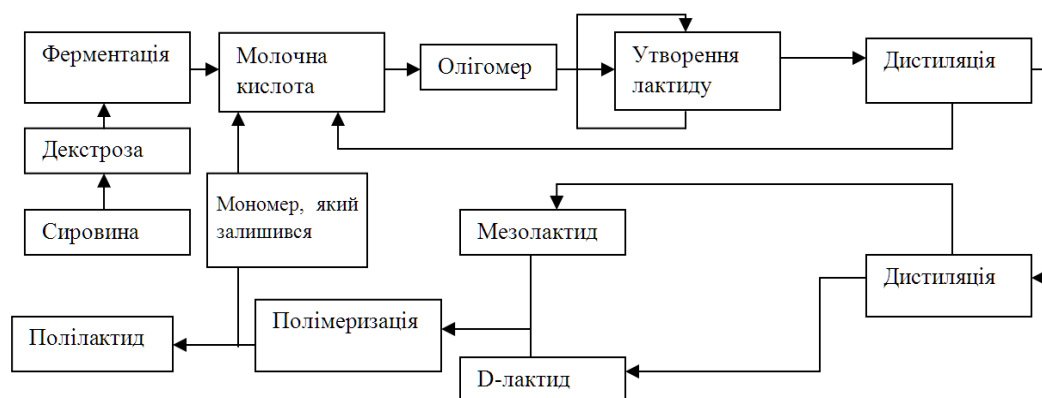 Ферментація
Молочна
кислота
Олігомер
Утворення
лактиду
Дистиляція
Декстроза
Сировина
Мономер, який
залишився
Мезолактид
Дистиляція
Полілактид
Полімеризація
D-лактид